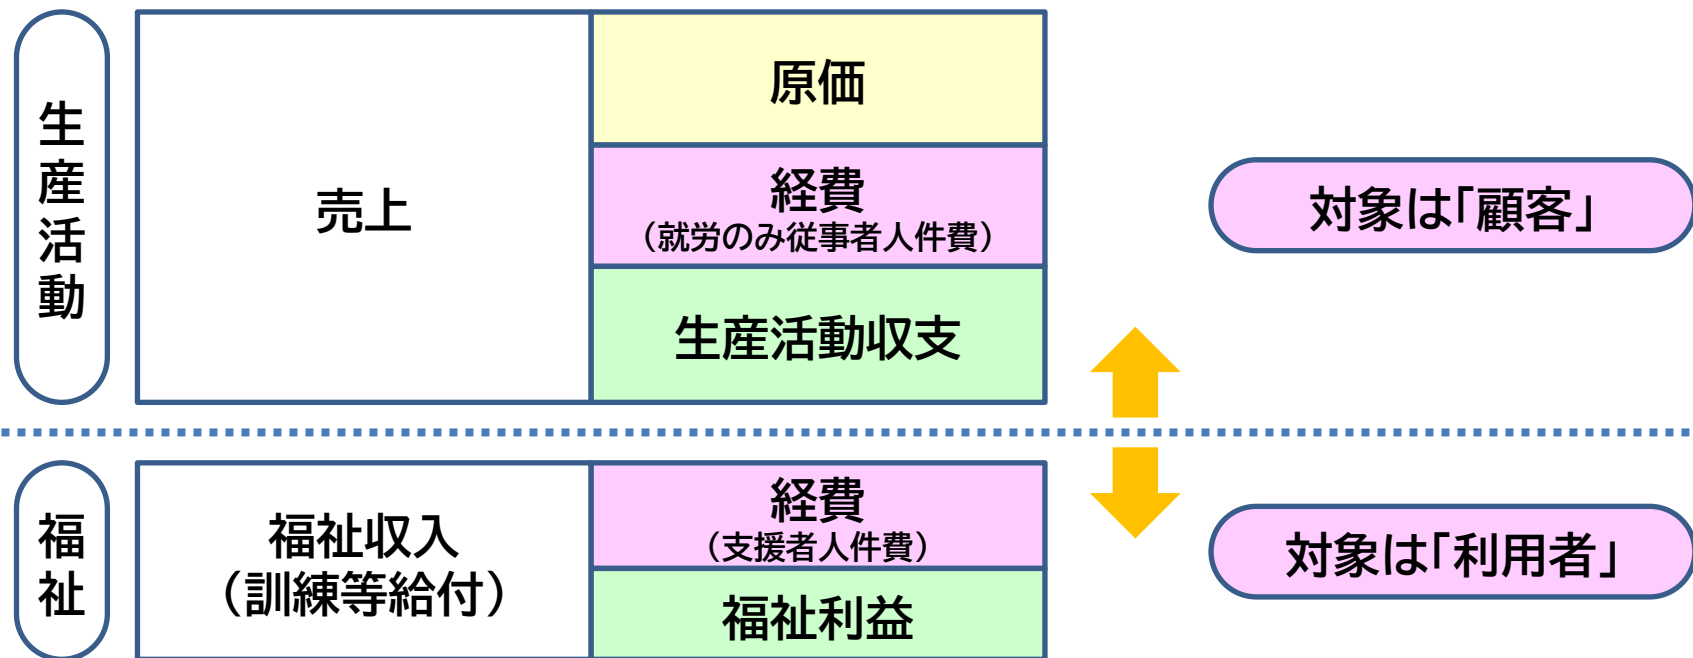 生産活動
売上
原価
経費
（就労のみ従事者人件費）
生産活動収支
対象は「顧客」
福祉
福祉収入
（訓練等給付）
経費
（支援者人件費）
福祉利益
対象は「利用者」